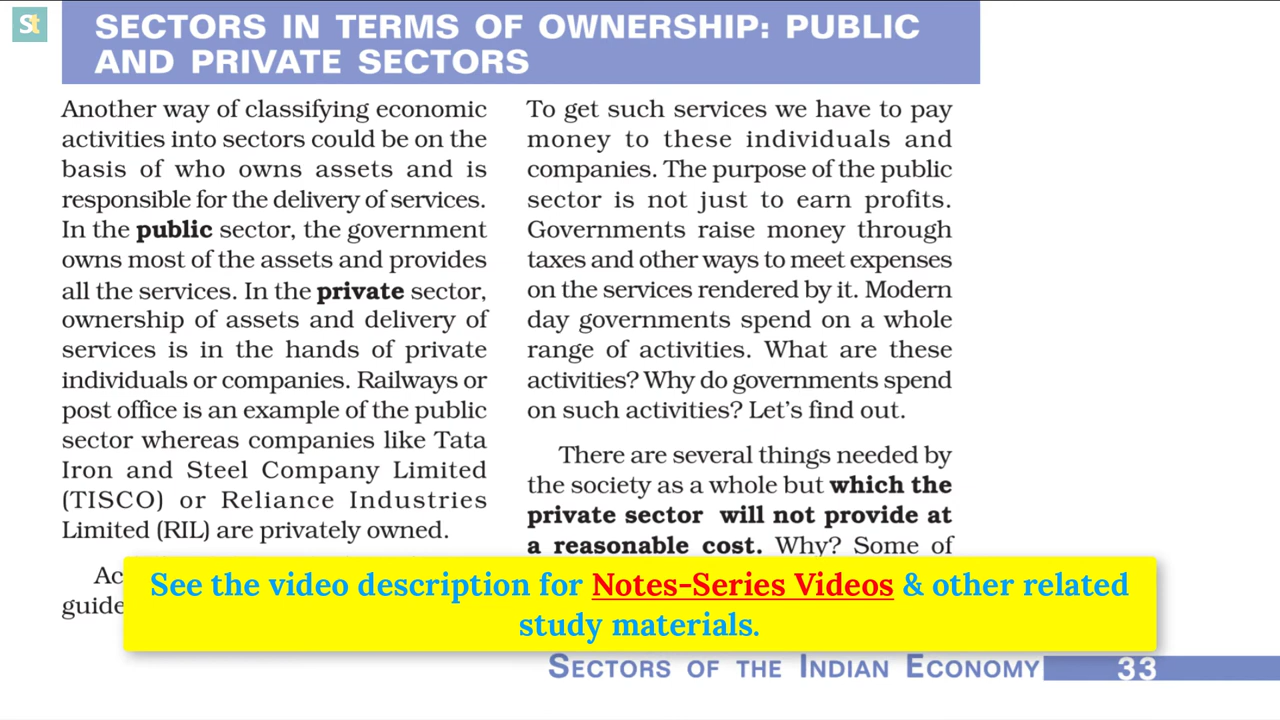 St
SECTORS IN TERMS OF OWNERSHIP: PUBLIC
AND PRIVATE SECTORS
Another way of classifying economic
activities into sectors could be on the
basis of who owns assets and is
responsible for the delivery of services.
In the public sector, the government
owns most of the assets and provides
all the services. In the private sector,
ownership of assets and delivery of
services is in the hands of private
individuals or companies. Railways or
post office is an example of the public
sector whereas companies like Tata
Iron and Steel Company Limited
(TISCO) or Reliance Industries
Limited (RIL) are privately owned.
To get such services we have to pay
money to these individuals and
companies. The purpose of the public
sector is not just to earn profits.
Governments raise money through
taxes and other ways to meet expenses
on the services rendered by it. Modern
day governments spend on a whole
range of activities. What are these
activities? Why do governments spend
on such activities? Let's find out.
There are several things needed by
the society as a whole but which the
private sector will not provide at
a reasonable cost. Why? Some of
See the video description for Notes-Series Videos & other related
study materials.
SECTORS OF THE INDIAN ECONOMY 33